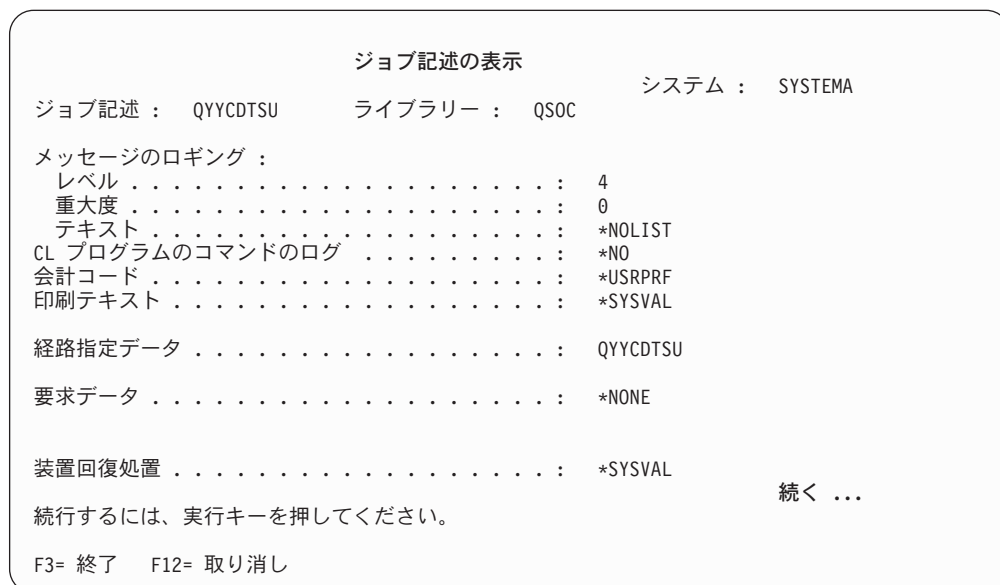 ジョブ記述の表示
システム : SYSTEMA
ジョブ記述 : QYYCDTSU ライブラリー : QSOC
メッセージのロギング :
レベル . . . . . . . . . . . . . . . . . . . . : 4
重大度 . . . . . . . . . . . . . . . . . . . . : 0
テキスト . . . . . . . . . . . . . . . . . . . : *NOLIST
CL プログラムのコマンドのログ . . . . . . . . . : *NO
会計コード . . . . . . . . . . . . . . . . . . . : *USRPRF
印刷テキスト . . . . . . . . . . . . . . . . . . : *SYSVAL
経路指定データ . . . . . . . . . . . . . . . . . : QYYCDTSU
要求データ . . . . . . . . . . . . . . . . . . . : *NONE
装置回復処置 . . . . . . . . . . . . . . . . . . : *SYSVAL
続く ...
続行するには、実行キーを押してください。
F3= 終了 F12= 取り消し